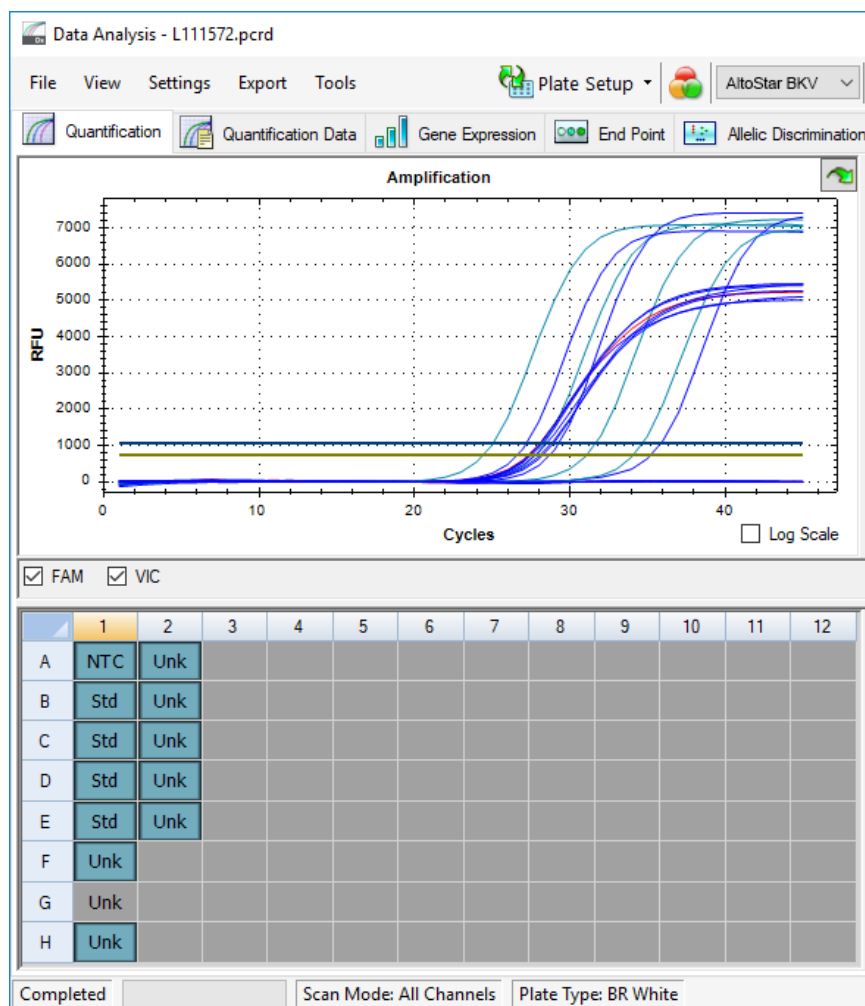 Data Analysis - L111572.pcrd
File View Settings Export Tools Plate Setup AltoStar BKV
Quantification Quantification Data Gene Expression End Point Allelic Discrimination
Amplification
7000
6000
5000
4000
3000
2000
1000
0
RFU
0 10 20 30 40
Cycles
Log Scale
FAM VIC
1 2 3 4 5 6 7 8 9 10 11 12
A NTC Unk
B Std Unk
C Std Unk
D Std Unk
E Std Unk
F Unk
G Unk
H Unk
Completed Scan Mode: All Channels Plate Type: BR White